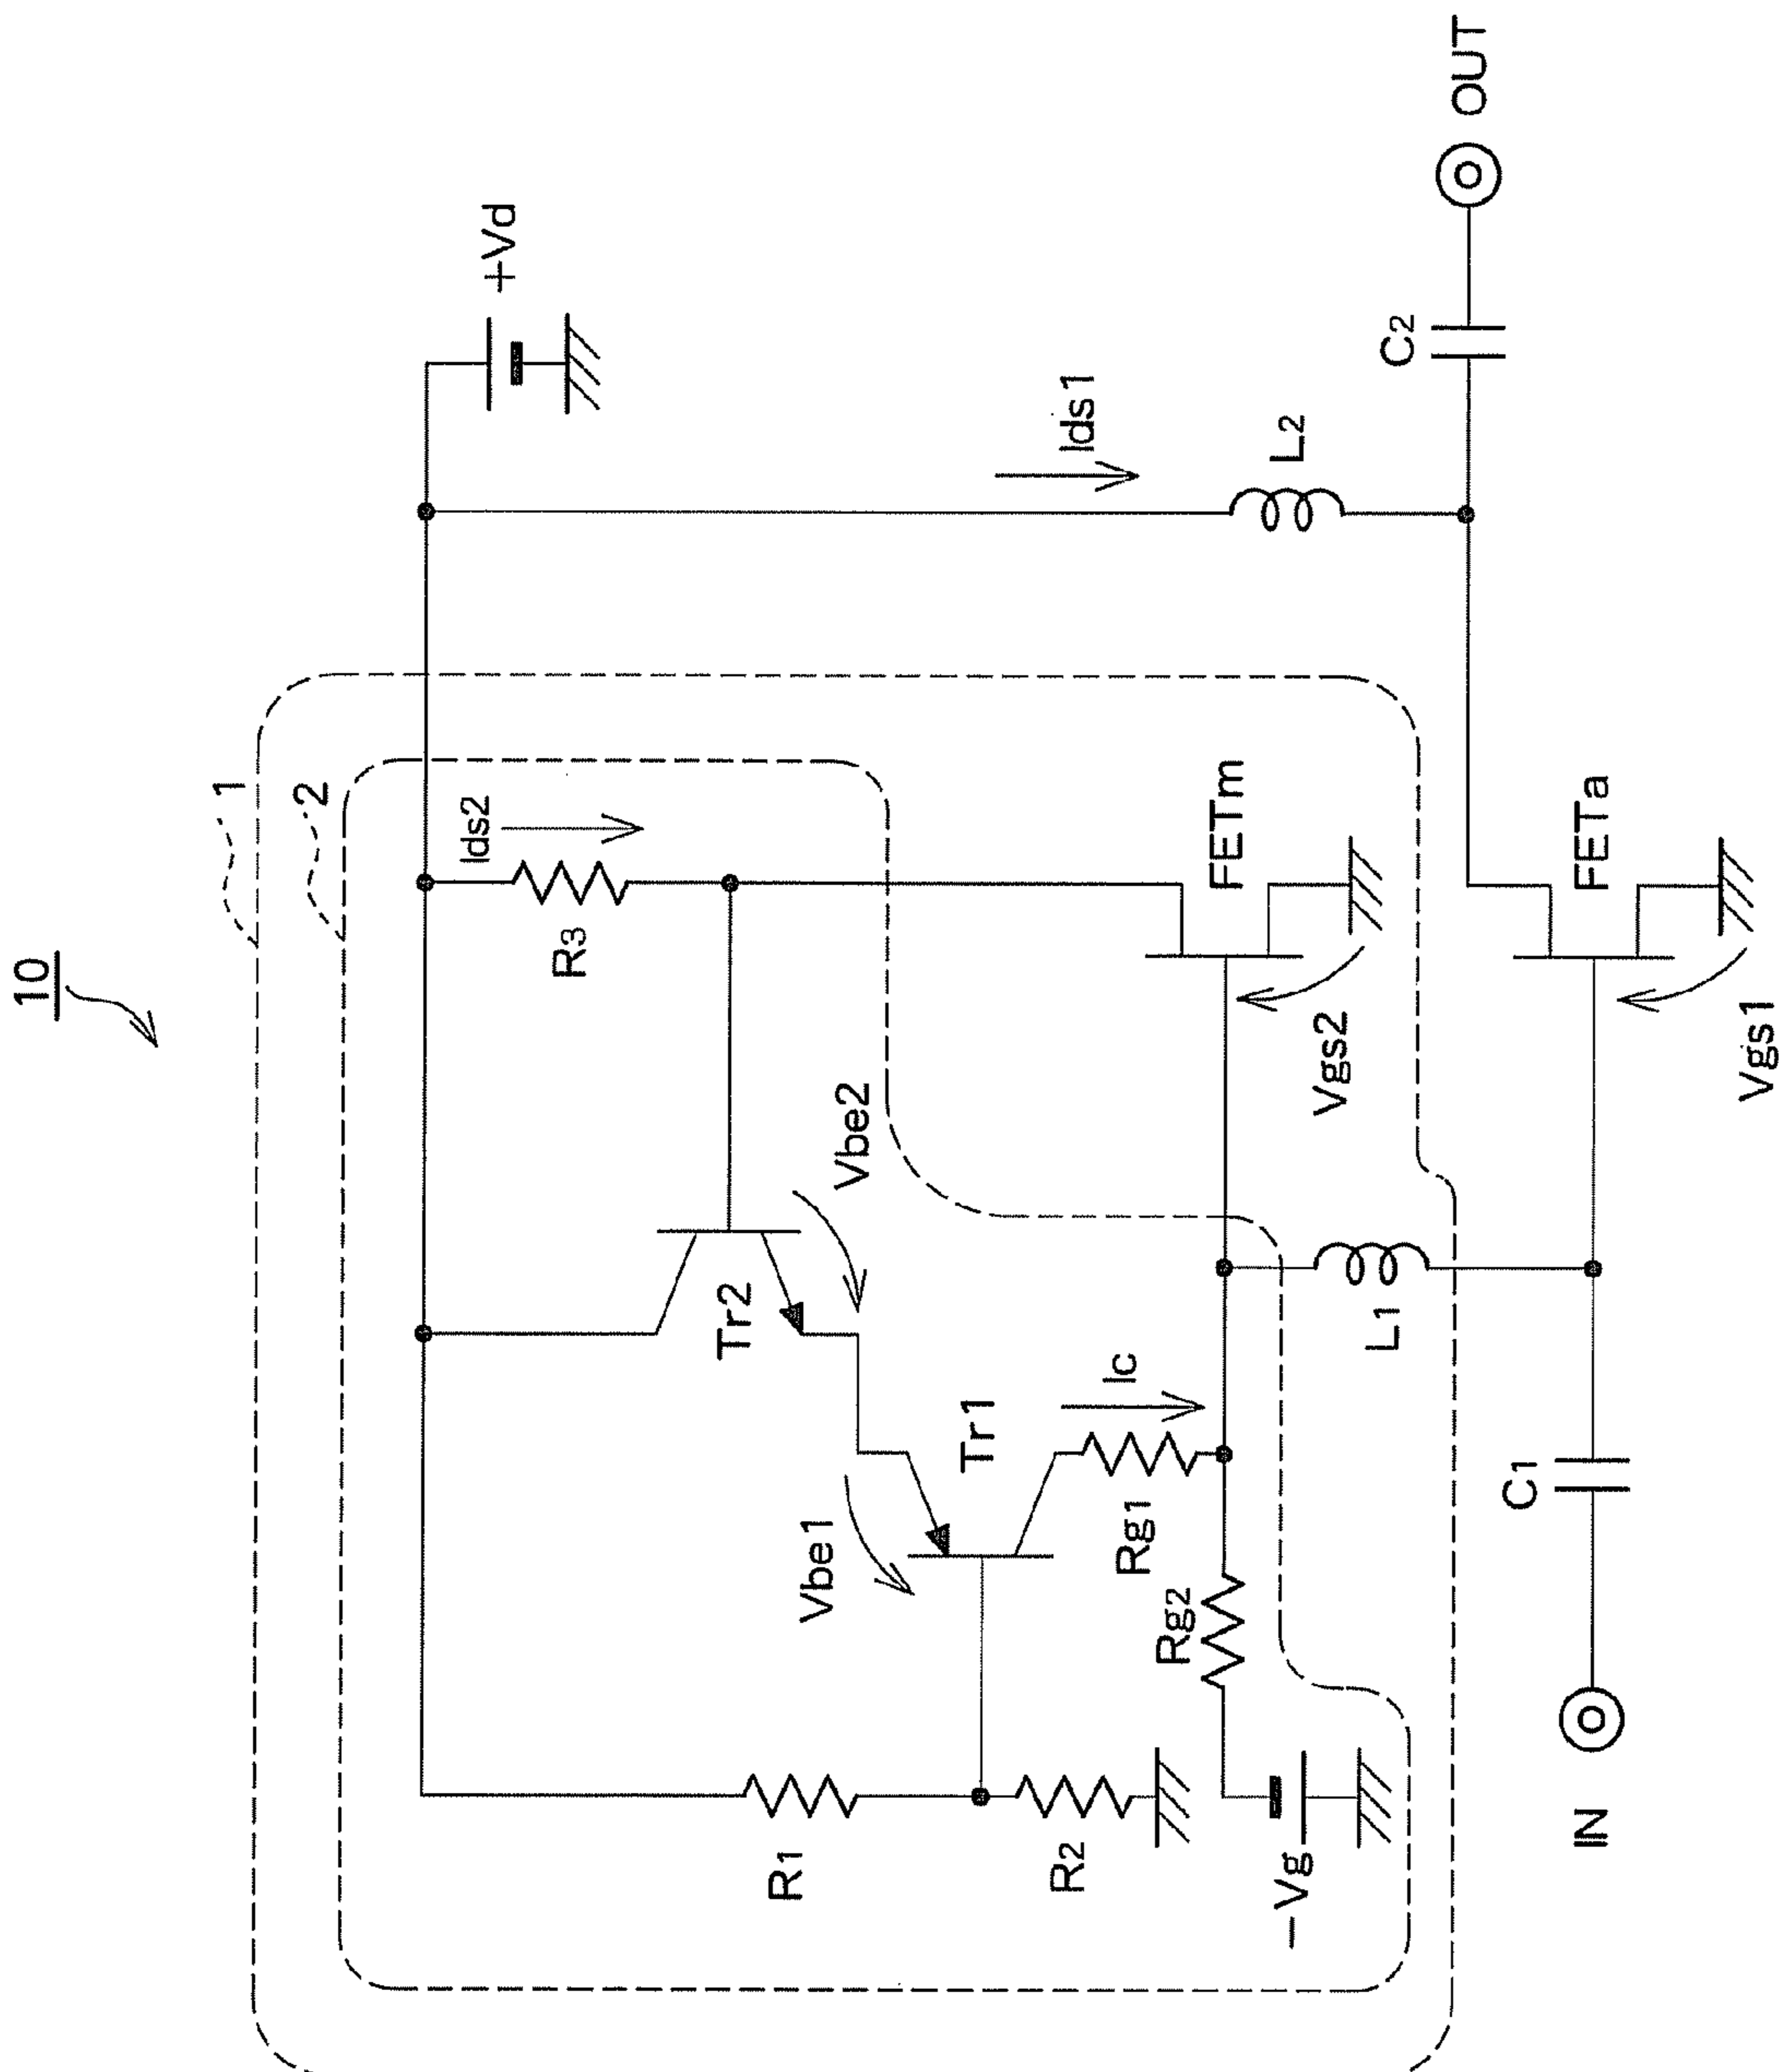 10
1
2
+Vd
Ids2
R3
Ids1
L2
C2
OUT
Tr2
Vbe2
Vbe1
Tr1
Ic
Rg1
Rg2
R1
R2
−Vg
FETm
Vgs2
L1
FETa
Vgs1
C1
IN